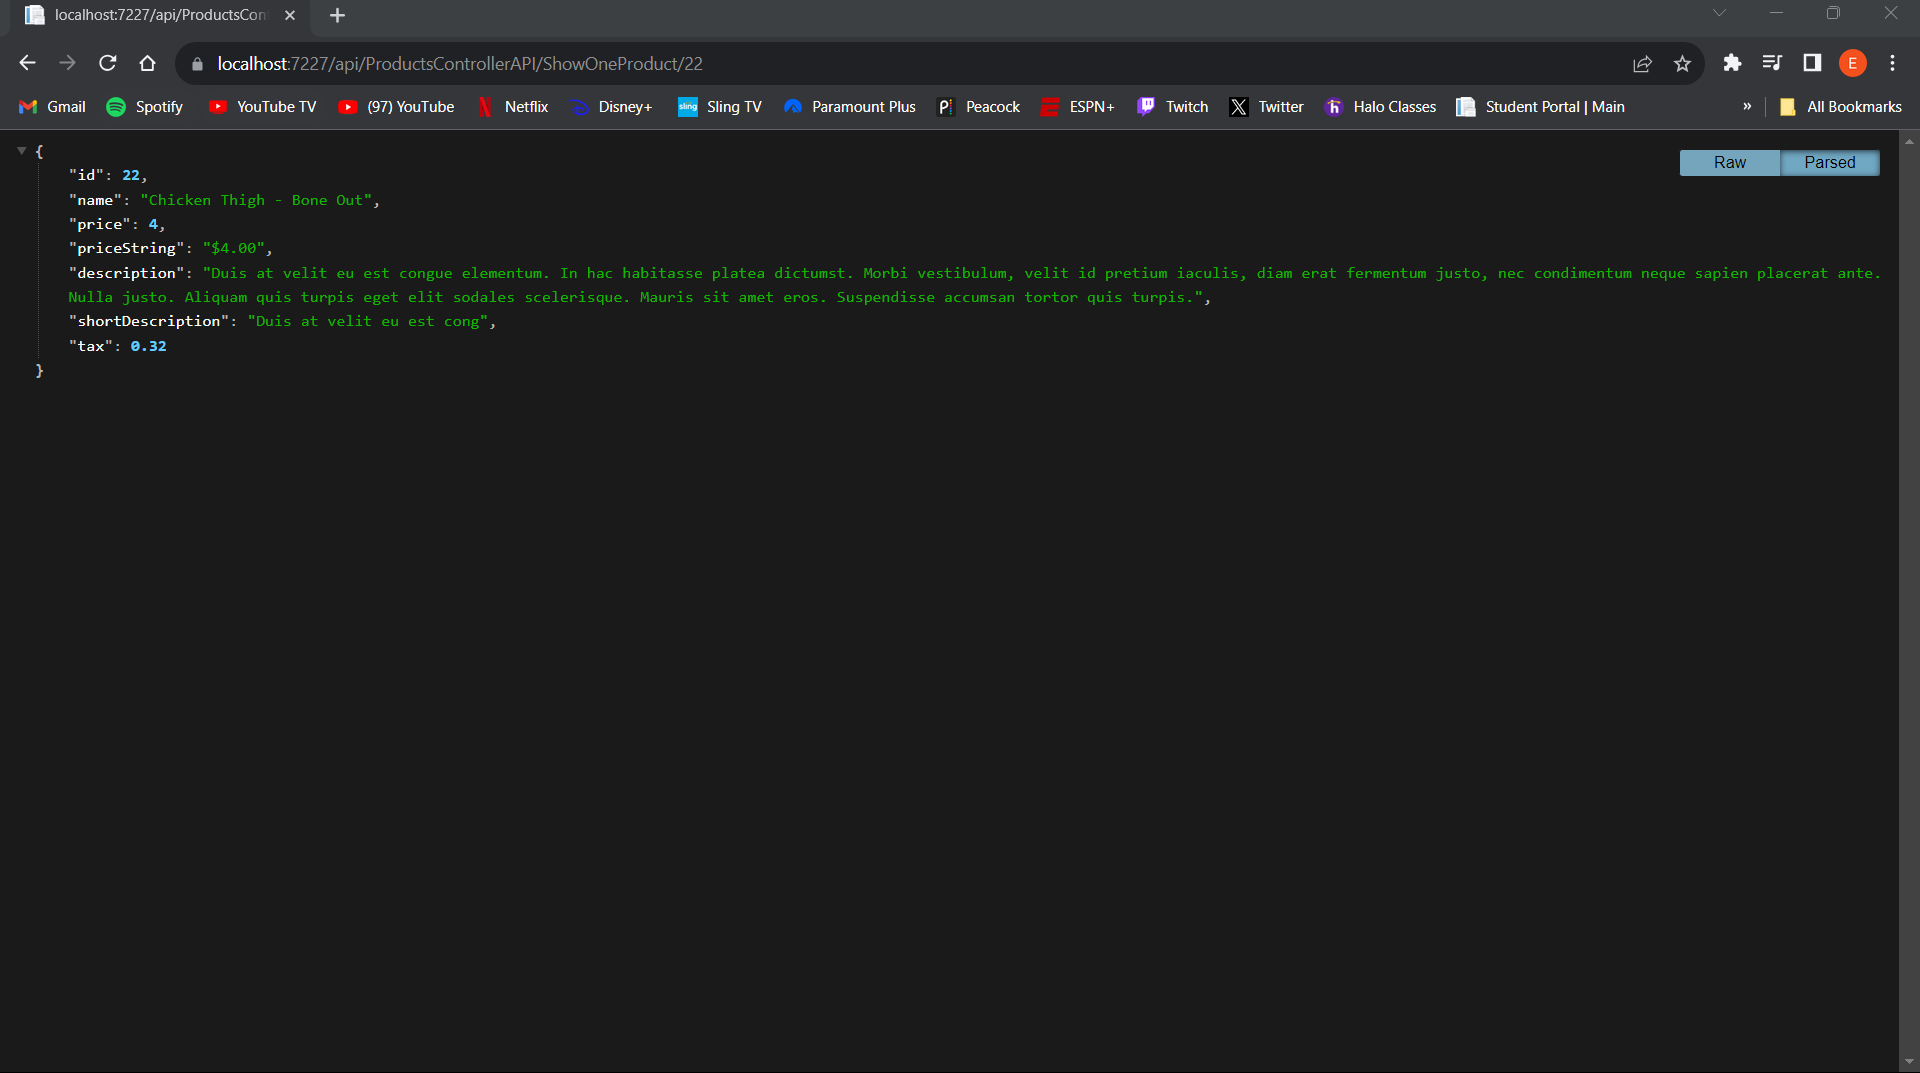 localhost:7227/api/ProductsCon
localhost:7227/api/ProductsControllerAPI/ShowOneProduct/22
E
Gmail Spotify YouTube TV (97) YouTube Netflix Disney+ sling Sling TV Paramount Plus P Peacock ESPN+ Twitch X Twitter h Halo Classes Student Portal | Main » All Bookmarks
Raw Parsed
{
"id": 22,
"name": "Chicken Thigh - Bone Out",
"price": 4,
"priceString": "$4.00",
"description": "Duis at velit eu est congue elementum. In hac habitasse platea dictumst. Morbi vestibulum, velit id pretium iaculis, diam erat fermentum justo, nec condimentum neque sapien placerat ante.
Nulla justo. Aliquam quis turpis eget elit sodales scelerisque. Mauris sit amet eros. Suspendisse accumsan tortor quis turpis.",
"shortDescription": "Duis at velit eu est cong",
"tax": 0.32
}